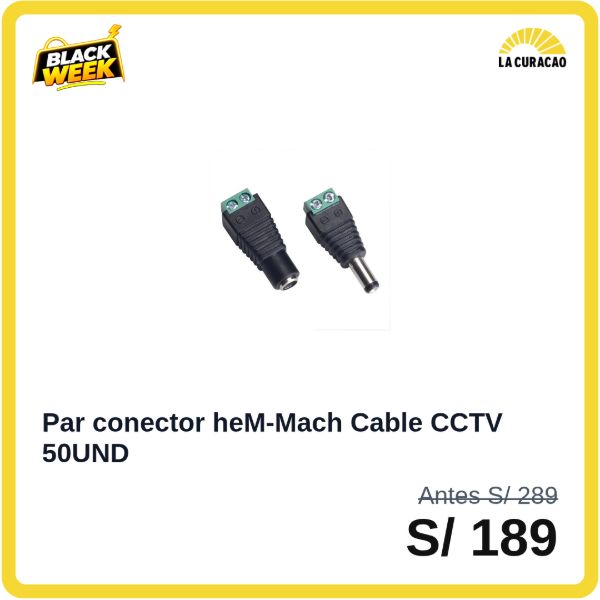 BLACK
WEEK
LA CURACAO
Par conector heM-Mach Cable CCTV
50UND
Antes S/ 289
S/ 189